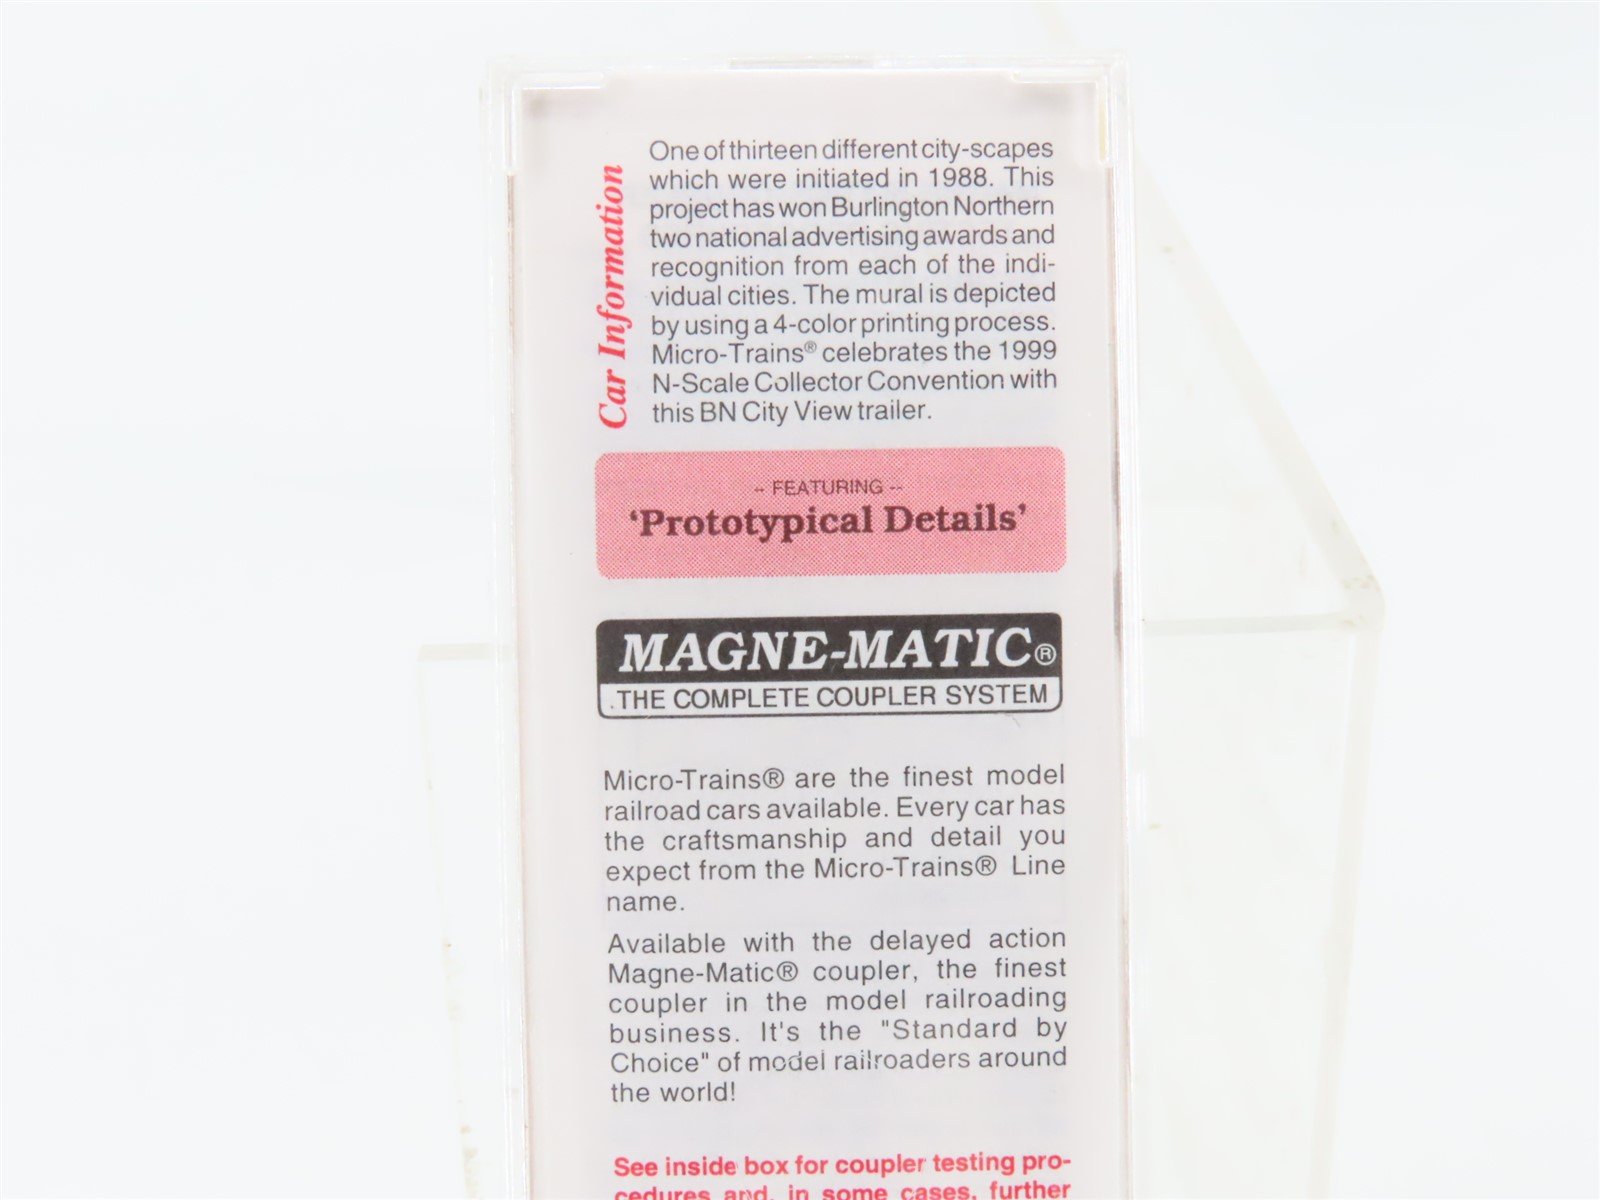 Car Information
One of thirteen different city-scapes
which were initiated in 1988. This
project has won Burlington Northern
two national advertising awards and
recognition from each of the indi-
vidual cities. The mural is depicted
by using a 4-color printing process.
Micro-Trains® celebrates the 1999
N-Scale Collector Convention with
this BN City View trailer.
-- FEATURING --
'Prototypical Details'
MAGNE-MATIC®
THE COMPLETE COUPLER SYSTEM
Micro-Trains® are the finest model
railroad cars available. Every car has
the craftsmanship and detail you
expect from the Micro-Trains® Line
name.
Available with the delayed action
Magne-Matic® coupler, the finest
coupler in the model railroading
business. It's the "Standard by
Choice" of model railroaders around
the world!
See inside box for coupler testing pro-
cedures and, in some cases, further